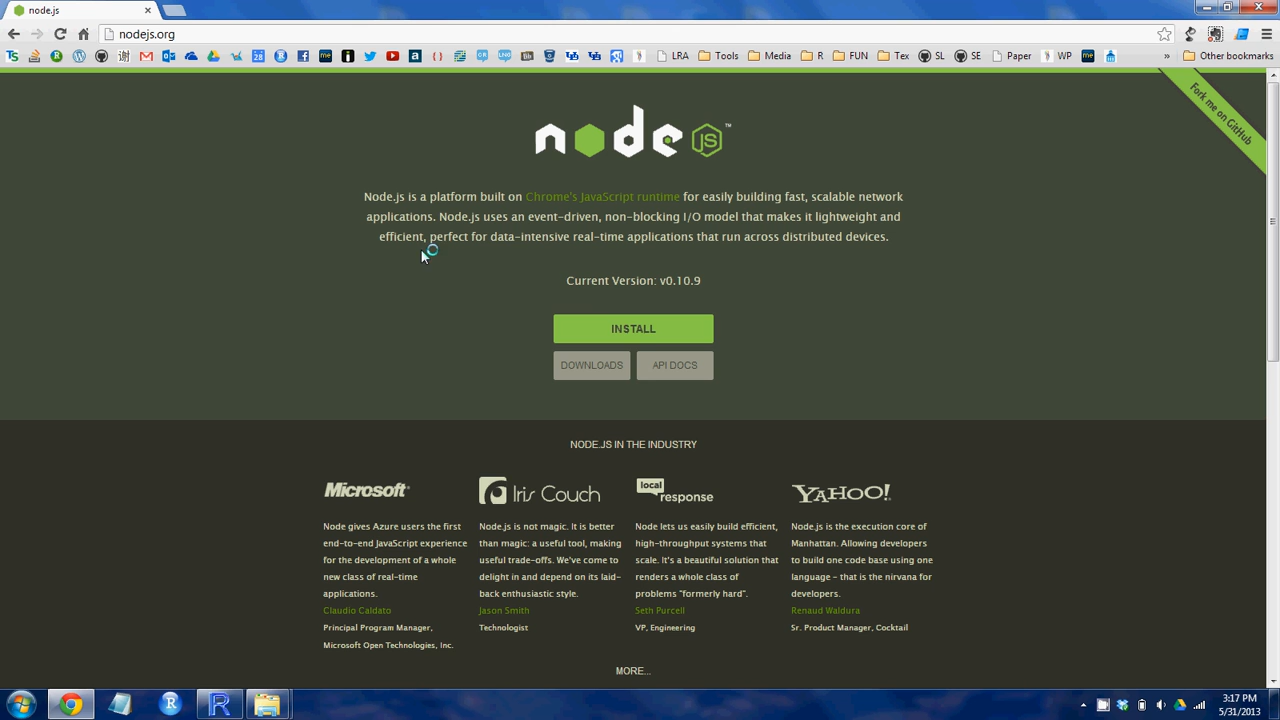 node.js
nodejs.org
LRA Tools Media R FUN Tex SL SE Paper WP » Other bookmarks
Fork me on GitHub
node JS ™
Node.js is a platform built on Chrome's JavaScript runtime for easily building fast, scalable network
applications. Node.js uses an event-driven, non-blocking I/O model that makes it lightweight and
efficient, perfect for data-intensive real-time applications that run across distributed devices.
Current Version: v0.10.9
INSTALL
DOWNLOADS API DOCS
NODE.JS IN THE INDUSTRY
Microsoft
Node gives Azure users the first
end-to-end JavaScript experience
for the development of a whole
new class of real-time
applications.
Claudio Caldato
Principal Program Manager,
Microsoft Open Technologies, Inc.
Iris Couch
Node.js is not magic. It is better
than magic: a useful tool, making
useful trade-offs. We've come to
delight in and depend on its laid-
back enthusiastic style.
Jason Smith
Technologist
local
response
Node lets us easily build efficient,
high-throughput systems that
scale. It's a beautiful solution that
renders a whole class of
problems "formerly hard".
Seth Purcell
VP, Engineering
YAHOO!
Node.js is the execution core of
Manhattan. Allowing developers
to build one code base using one
language – that is the nirvana for
developers.
Renaud Waldura
Sr. Product Manager, Cocktail
MORE...
3:17 PM
5/31/2013